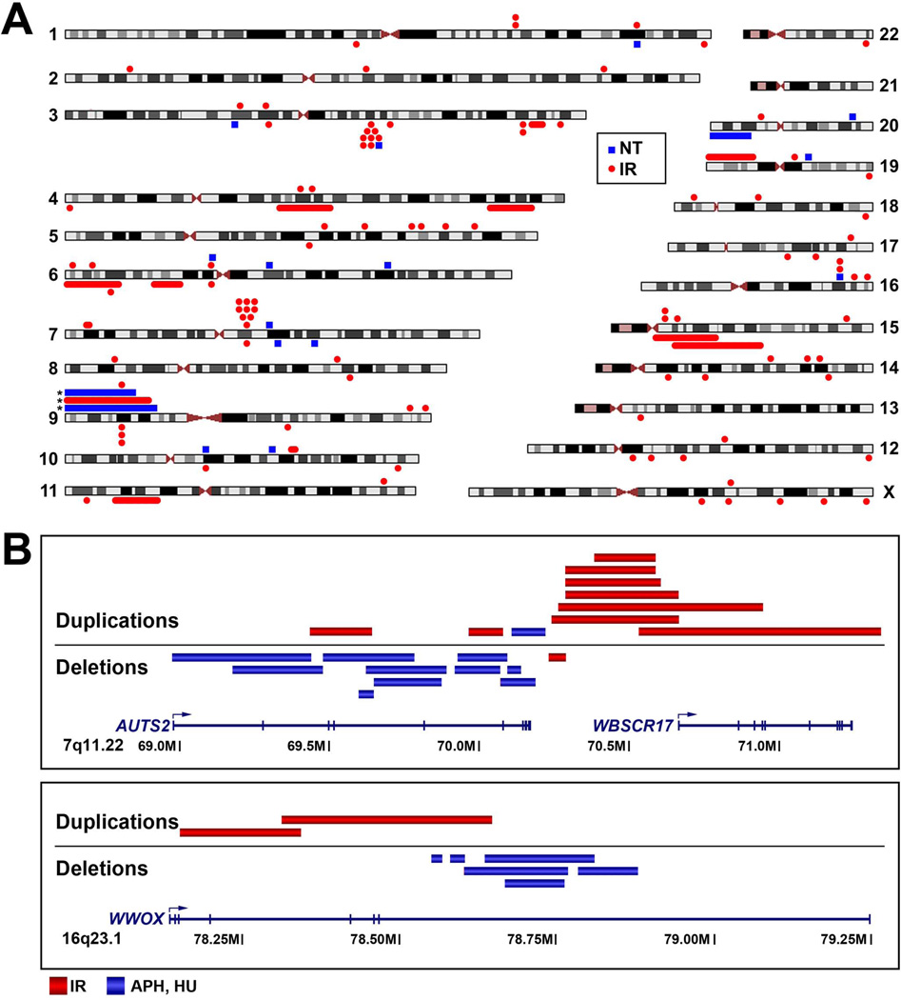 A
1 22
2 21
3 20
NT
IR
19
4 18
5 17
6 16
7 15
8 14
*
*
*
9 13
10 12
11 X
B
Duplications
Deletions
AUTS2 WBSCR17
7q11.22 69.0M 69.5M 70.0M 70.5M 71.0M
Duplications
Deletions
WWOX
16q23.1 78.25M 78.50M 78.75M 79.00M 79.25M
IR APH, HU